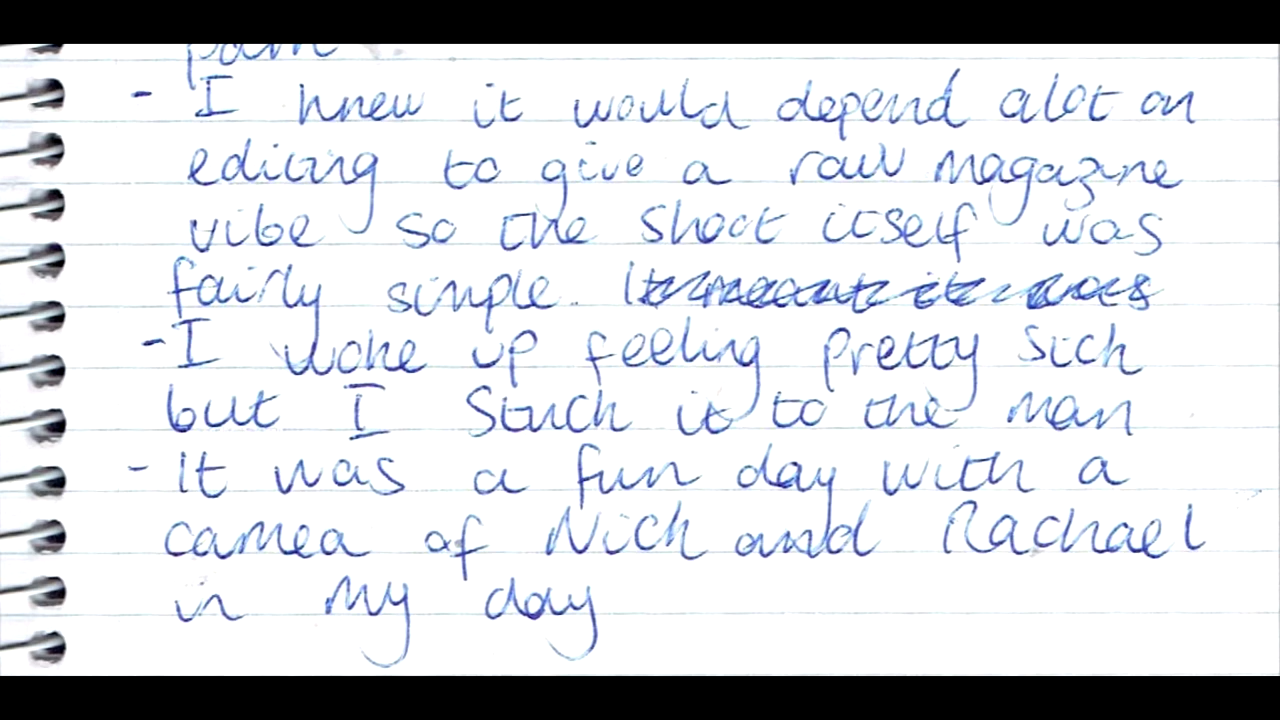 - I knew it would depend alot on
editing to give a raw magazine
vibe so the shoot itself was
fairly simple.
- I woke up feeling pretty sick
but I stuck it to the man
- It was a fun day with a
camea of Nick and Rachael
in my day